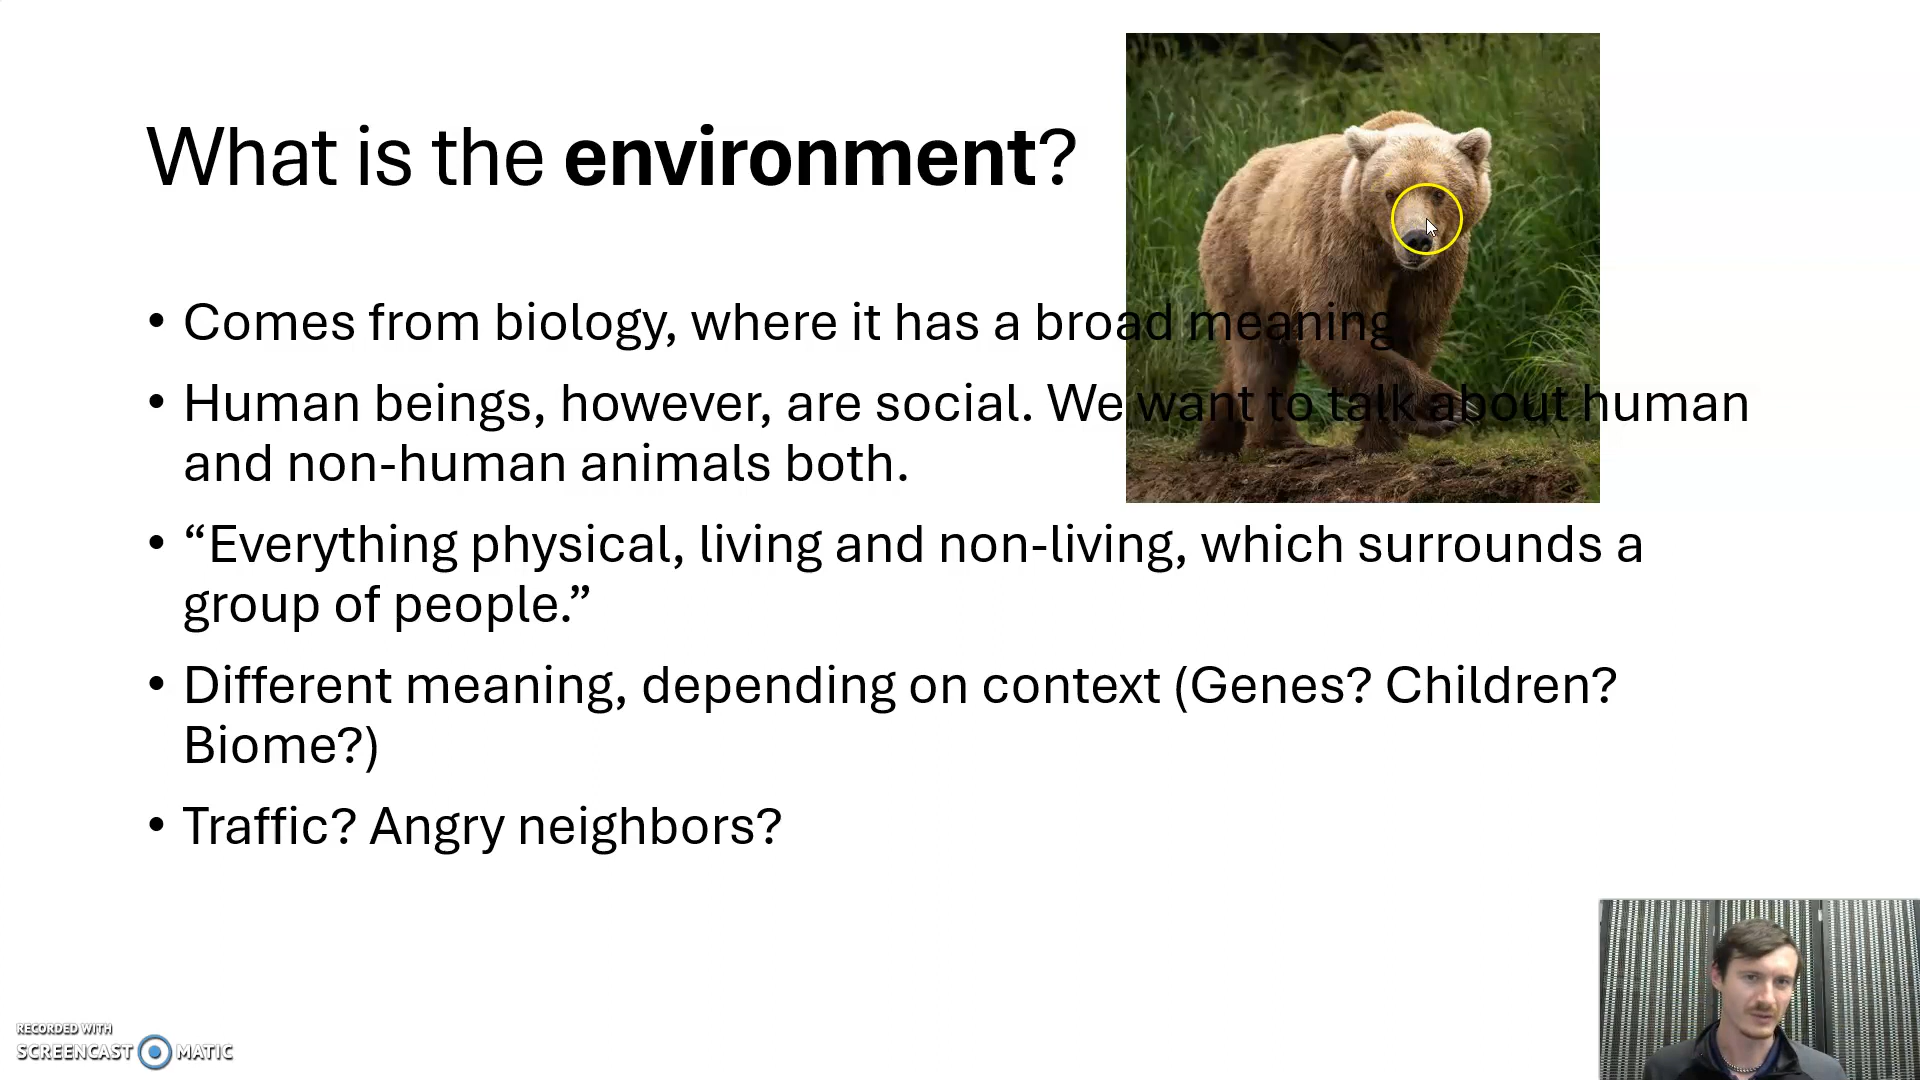 What is the environment?
• Comes from biology, where it has a broad meaning
• Human beings, however, are social. We want to talk about human
and non-human animals both.
• “Everything physical, living and non-living, which surrounds a
group of people.”
• Different meaning, depending on context (Genes? Children?
Biome?)
• Traffic? Angry neighbors?
RECORDED WITH
SCREENCAST MATIC